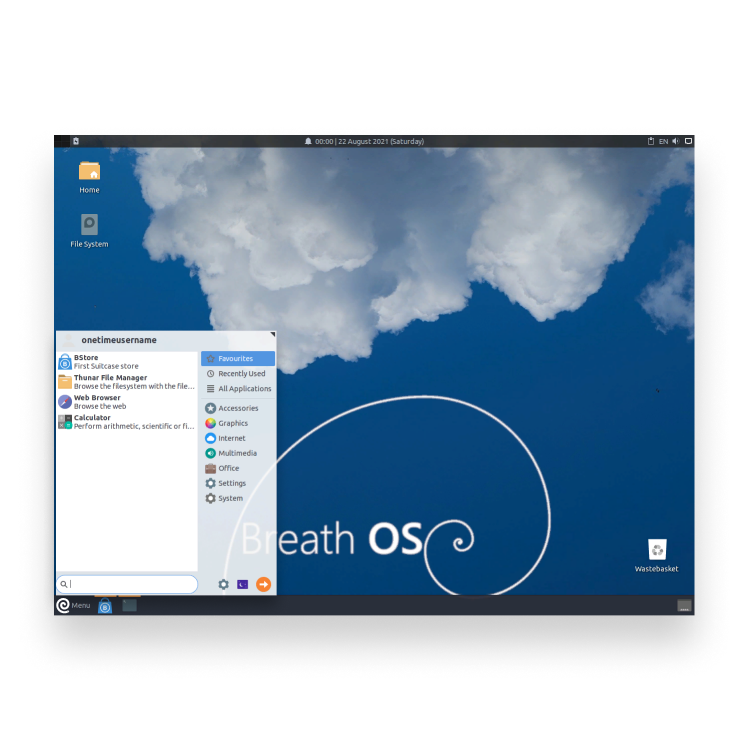 00:00 | 22 August 2021 (Saturday)
EN
Home
File System
onetimeusername
BStore
First Suitcase store
Thunar File Manager
Browse the filesystem with the file...
Web Browser
Browse the web
Calculator
Perform arithmetic, scientific or fi...
Favourites
Recently Used
All Applications
Accessories
Graphics
Internet
Multimedia
Office
Settings
System
Breath OS
Wastebasket
Menu